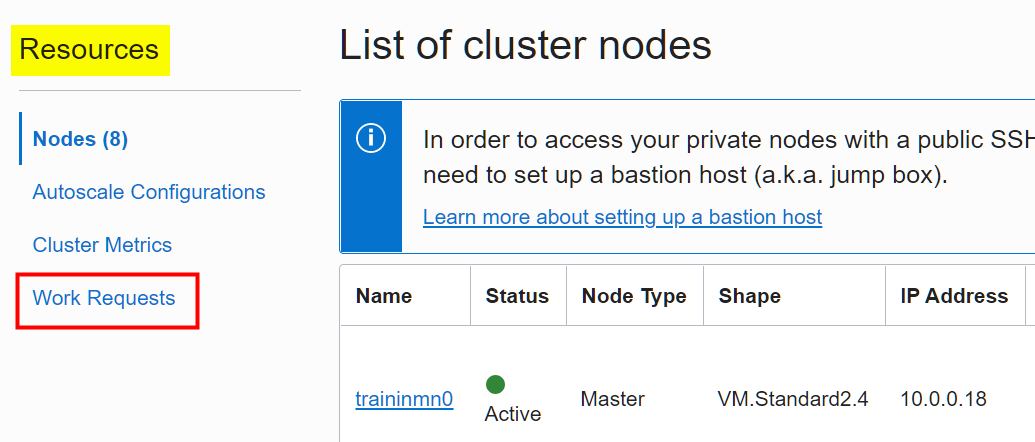 Resources
Nodes (8)
Autoscale Configurations
Cluster Metrics
Work Requests
List of cluster nodes
In order to access your private nodes with a public SSH
need to set up a bastion host (a.k.a. jump box).
Learn more about setting up a bastion host
Name Status Node Type Shape IP Address
traininmn0 Active Master VM.Standard2.4 10.0.0.18